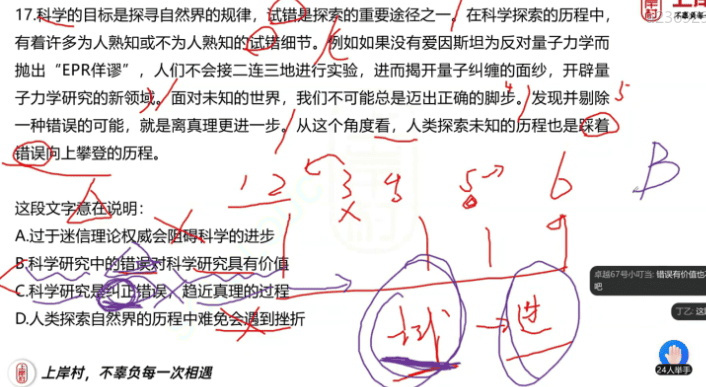 上岸村
不辜负每一次
17.科学的目标是探寻自然界的规律，试错是探索的重要途径之一。在科学探索的历程中，
有着许多为人熟知或不为人熟知的试错细节。例如如果没有爱因斯坦为反对量子力学而
抛出“EPR佯谬”，人们不会接二连三地进行实验，进而揭开量子纠缠的面纱，开辟量
子力学研究的新领域。面对未知的世界，我们不可能总是迈出正确的脚步。发现并剔除
一种错误的可能，就是离真理更进一步。从这个角度看，人类探索未知的历程也是踩着
错误向上攀登的历程。
1 2 3 4 5 6 B
这段文字意在说明：
A.过于迷信理论权威会阻碍科学的进步
B.科学研究中的错误对科学研究具有价值
C.科学研究是纠正错误，趋近真理的过程
D.人类探索自然界的历程中难免会遇到挫折
试 → 进
卓越67号小叮当: 错误有价值也
吧
丁乙: 这
24人举手
上岸村 上岸村，不辜负每一次相遇